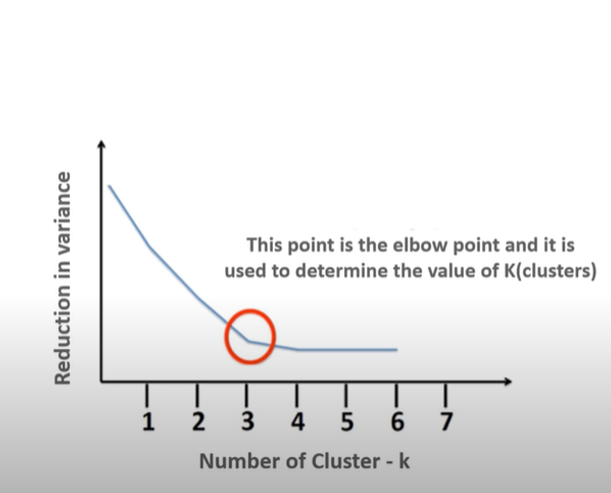 Reduction in variance
This point is the elbow point and it is
used to determine the value of K(clusters)
1 2 3 4 5 6 7
Number of Cluster - k